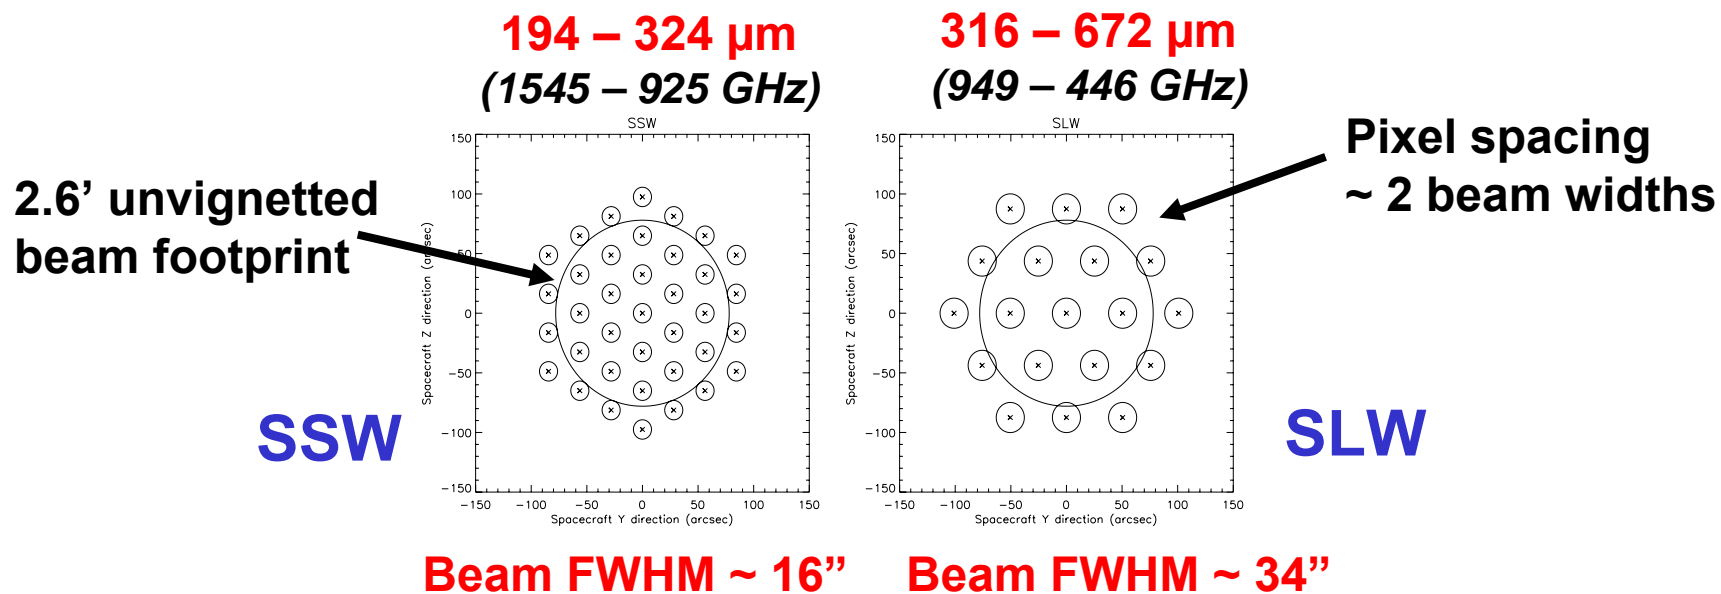 194 – 324 µm
(1545 – 925 GHz)
316 – 672 µm
(949 – 446 GHz)
2.6’ unvignetted
beam footprint
SSW
SSW
150
100
50
0
−50
−100
−150
Spacecraft Z direction (arcsec)
−150 −100 −50 0 50 100 150
Spacecraft Y direction (arcsec)
SLW
150
100
50
0
−50
−100
−150
Spacecraft Z direction (arcsec)
−150 −100 −50 0 50 100 150
Spacecraft Y direction (arcsec)
Pixel spacing
~ 2 beam widths
SLW
Beam FWHM ~ 16”
Beam FWHM ~ 34”